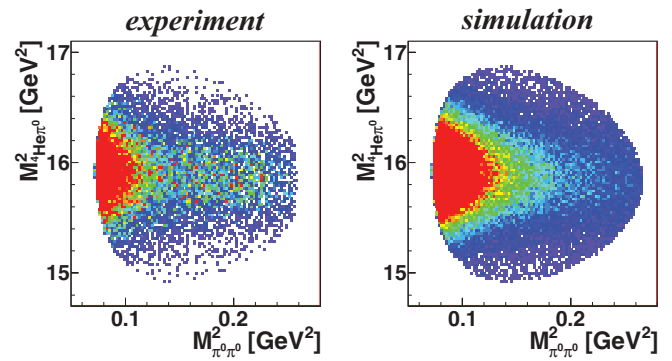 experiment simulation
M²₄Heπ⁰ [GeV²]
17
16
15
0.1 0.2
M²π⁰π⁰ [GeV²]
M²₄Heπ⁰ [GeV²]
17
16
15
0.1 0.2
M²π⁰π⁰ [GeV²]